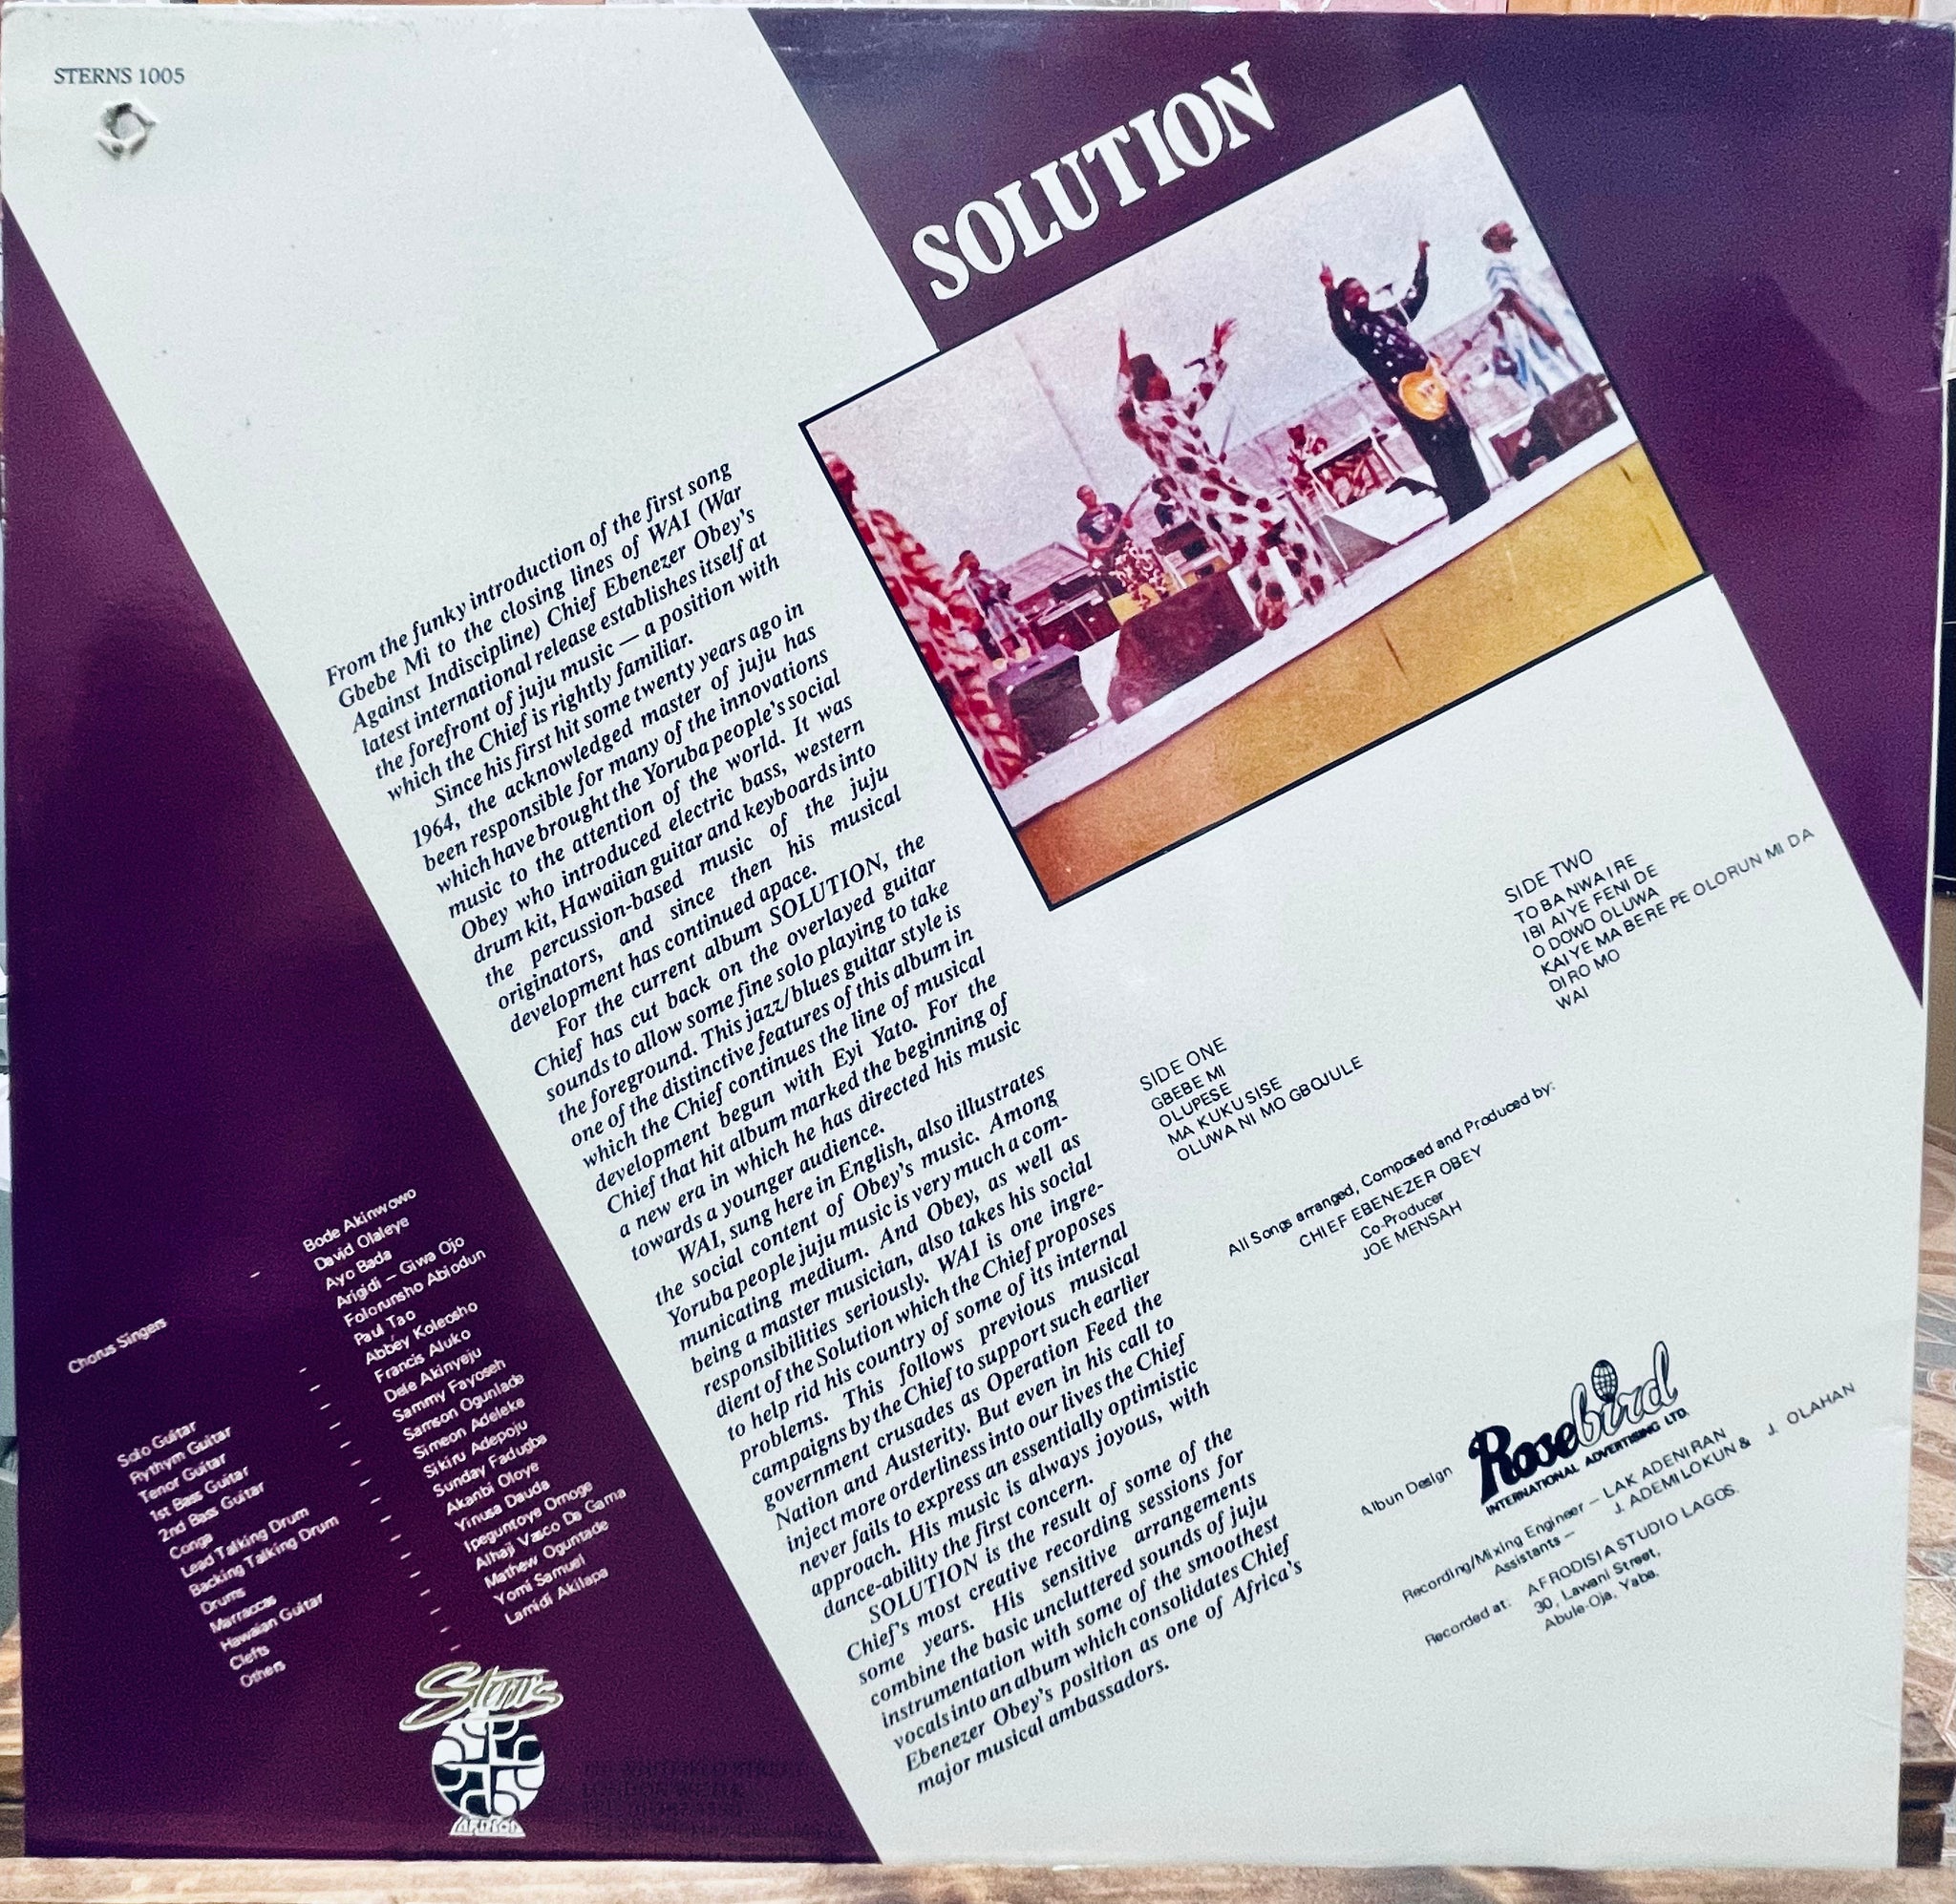 STERNS 1005
SOLUTION
From the funky introduction of the first song
Gbebe Mi to the closing lines of WAI (War
Against Indiscipline) Chief Ebenezer Obey's
latest international release establishes itself at
the forefront of juju music — a position with
which the Chief is rightly familiar.
Since his first hit some twenty years ago in
1964, the acknowledged master of juju has
been responsible for many of the innovations
which have brought the Yoruba people's social
music to the attention of the world. It was
Obey who introduced electric bass, western
drum kit, Hawaiian guitar and keyboards into
the percussion-based music of the juju
originators, and since then his musical
development has continued apace.
For the current album SOLUTION, the
Chief has cut back on the overlayed guitar
sounds to allow some fine solo playing to take
the foreground. This jazz/blues guitar style is
one of the distinctive features of this album in
which the Chief continues the line of musical
development begun with Eyi Yato. For the
Chief that hit album marked the beginning of
a new era in which he has directed his music
towards a younger audience.
WAI, sung here in English, also illustrates
the social content of Obey's music. Among
Yoruba people juju music is very much a com-
municating medium. And Obey, as well as
being a master musician, also takes his social
responsibilities seriously. WAI is one ingre-
dient of the Solution which the Chief proposes
to help rid his country of some of its internal
problems. This follows previous musical
campaigns by the Chief to support such earlier
government crusades as Operation Feed the
Nation and Austerity. But even in his call to
inject more orderliness into our lives the Chief
never fails to express an essentially optimistic
approach. His music is always joyous, with
dance-ability the first concern.
SOLUTION is the result of some of the
Chief's most creative recording sessions for
some years. His sensitive arrangements
combine the basic uncluttered sounds of juju
instrumentation with some of the smoothest
vocals into an album which consolidates Chief
Ebenezer Obey's position as one of Africa's
major musical ambassadors.
SIDE ONE
GBEBE MI
OLUPESE
MA KUKU SISE
OLUWA NI MO GBOJULE
SIDE TWO
TO BA NWA I RE
IBI AIYE FENI DE
O DOWO OLUWA
KAIYE MA BERE PE OLORUN MI DA
DI RO MO
WAI
All Songs arranged, Composed and Produced by:
CHIEF EBENEZER OBEY
Co-Producer
JOE MENSAH
Albun Design
Rosebird
INTERNATIONAL ADVERTISING LTD.
Recording/Mixing Engineer – LAK ADENIRAN
Assistants – J. ADEMILOKUN & J. OLAHAN
Recorded at: AFRODISIA STUDIO LAGOS.
30, Lawani Street,
Abule-Oja, Yaba.
Chorus Singers –
Bode Akinwowo
David Olaleye
Ayo Bada
Arigidi – Giwa Ojo
Folorunsho Abiodun
Paul Tao
Abbey Koleosho
Francis Aluko
Dele Akinyeju
Sammy Fayoseh
Samson Ogunlade
Simeon Adeleke
Sikiru Adepoju
Sunday Fadugba
Akanbi Oloye
Yinusa Dauda
Ipeguntoye Omoge
Alhaji Vasco Da Gama
Mathew Oguntade
Yomi Samuel
Lamidi Akilapa
Solo Guitar –
Rythym Guitar –
Tenor Guitar –
1st Bass Guitar –
2nd Bass Guitar –
Conga –
Lead Talking Drum –
Backing Talking Drum –
Drums –
Marraccas –
Hawaian Guitar –
Clefts –
Others –
Stern's
AFRICA